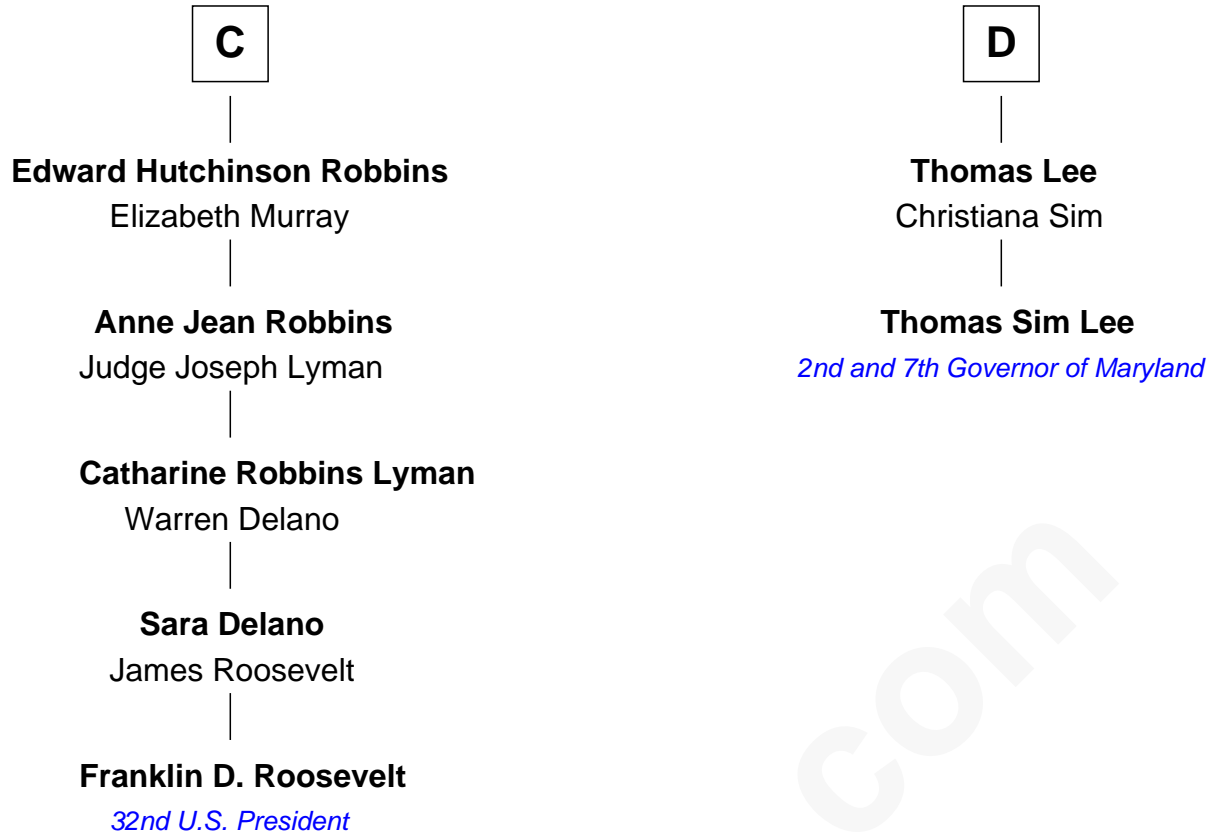 C
Edward Hutchinson Robbins
Elizabeth Murray
Anne Jean Robbins
Judge Joseph Lyman
Catharine Robbins Lyman
Warren Delano
Sara Delano
James Roosevelt
Franklin D. Roosevelt
32nd U.S. President
D
Thomas Lee
Christiana Sim
Thomas Sim Lee
2nd and 7th Governor of Maryland
com